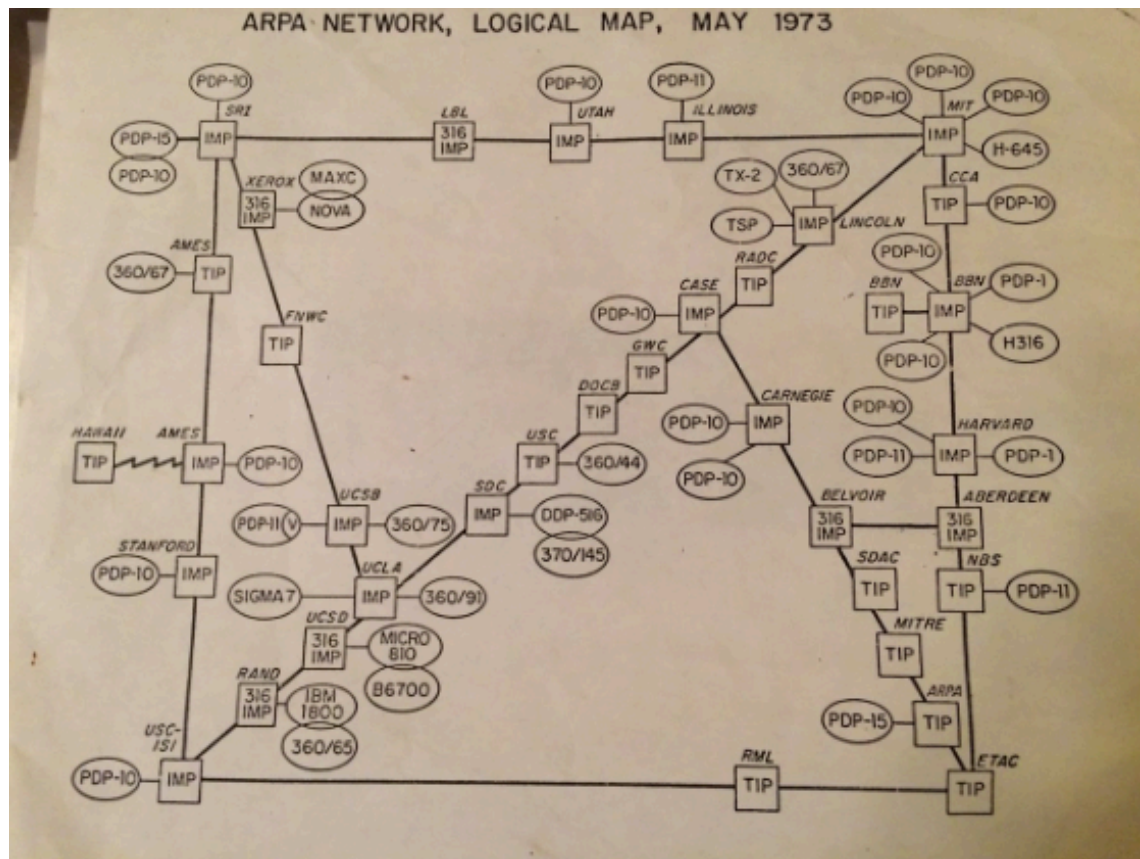 ARPA NETWORK, LOGICAL MAP, MAY 1973
PDP-10
SRI
IMP
PDP-15
PDP-10
LBL
316
IMP
PDP-10
UTAH
IMP
PDP-11
ILLINOIS
IMP
PDP-10
PDP-10
PDP-10
MIT
IMP
H-645
XEROX
316
IMP
MAXC
NOVA
TX-2
360/67
TSP
IMP
LINCOLN
CCA
TIP
PDP-10
AMES
360/67
TIP
RADC
TIP
CASE
PDP-10
IMP
PDP-10
BBN
TIP
BBN
IMP
PDP-1
H316
PDP-10
FNWC
TIP
GWC
TIP
DOCB
TIP
CARNEGIE
PDP-10
IMP
PDP-10
PDP-10
HARVARD
PDP-11
IMP
PDP-1
HAWAII
TIP
AMES
IMP
PDP-10
USC
TIP
360/44
SDC
IMP
DDP-516
370/145
UCSB
PDP-11
V
IMP
360/75
BELVOIR
316
IMP
ABERDEEN
316
IMP
STANFORD
PDP-10
IMP
UCLA
SIGMA 7
IMP
360/91
SDAC
TIP
NBS
TIP
PDP-11
UCSD
316
IMP
MICRO
810
B6700
MITRE
TIP
RAND
316
IMP
IBM
1800
360/65
ARPA
PDP-15
TIP
USC-
ISI
PDP-10
IMP
RML
TIP
ETAC
TIP